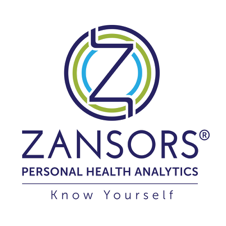 Z
ZANSORS®
PERSONAL HEALTH ANALYTICS
Know Yourself